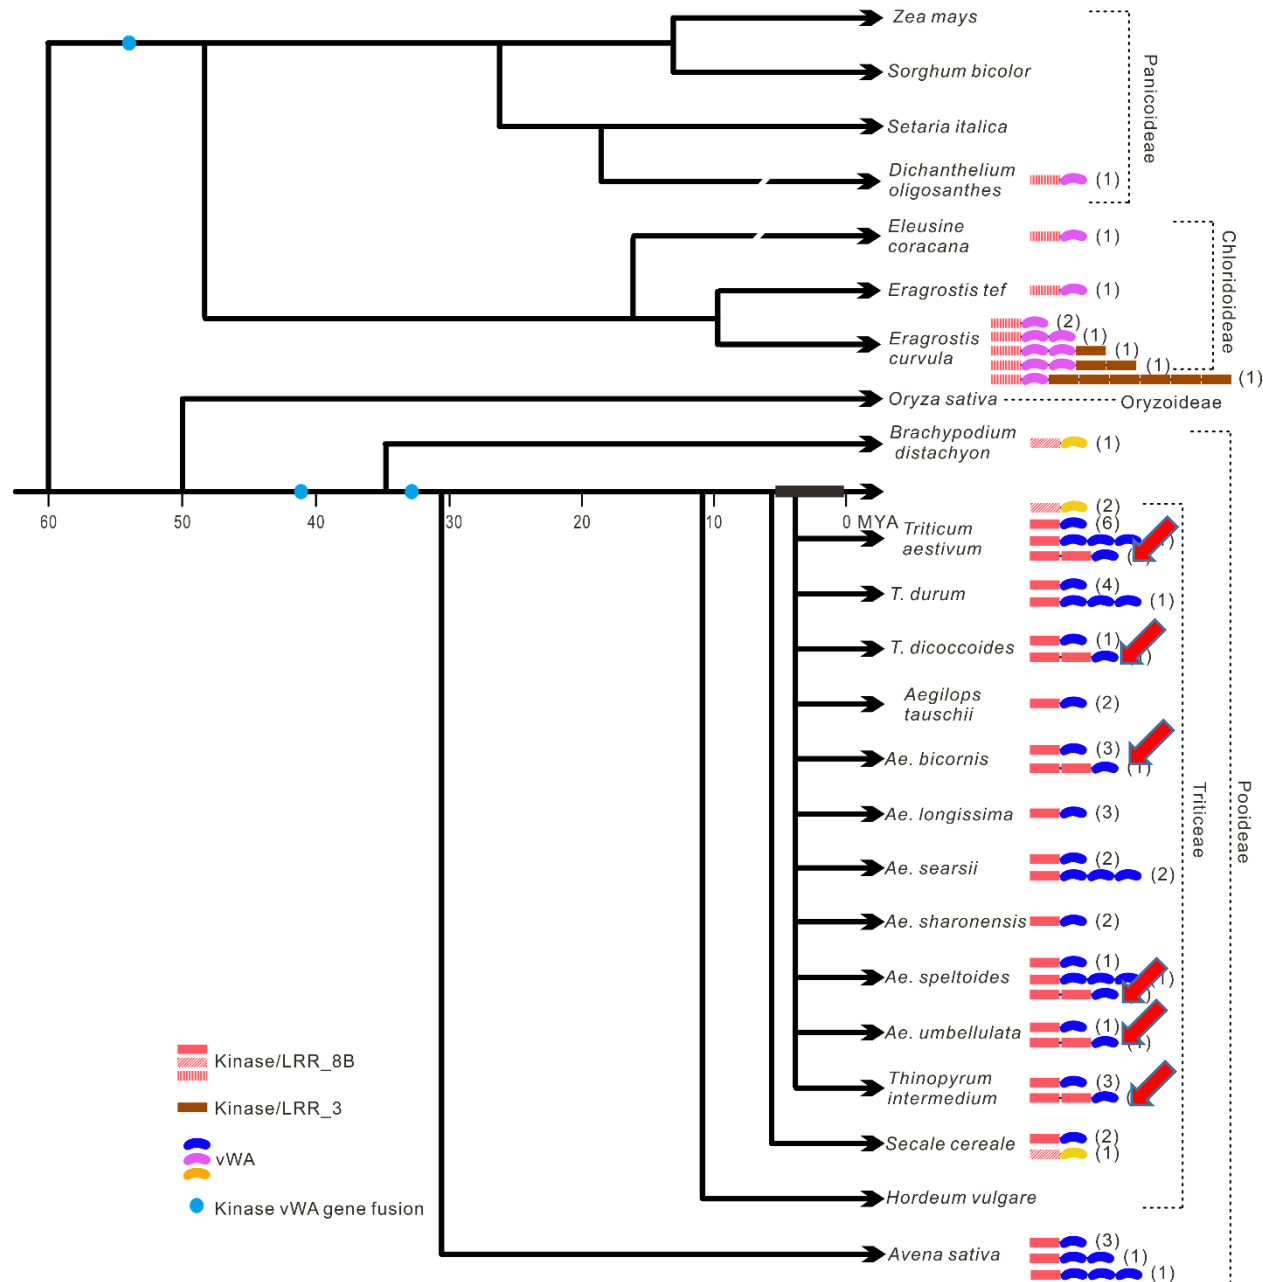 Zea mays
Sorghum bicolor
Setaria italica
Dichanthelium
oligosanthes
(1)
Panicoideae
Eleusine
coracana
(1)
Eragrostis tef
(1)
Chloridoideae
Eragrostis
curvula
(2)
(1)
(1)
(1)
(1)
Oryza sativa
Oryzoideae
Brachypodium
distachyon
(1)
60
50
40
30
20
10
0 MYA
Triticum
aestivum
(2)
(6)
T. durum
(4)
(1)
T. dicoccoides
(1)
Aegilops
tauschii
(2)
Ae. bicornis
(3)
(1)
Ae. longissima
(3)
Ae. searsii
(2)
(2)
Ae. sharonensis
(2)
Ae. speltoides
(1)
Ae. umbellulata
(1)
Thinopyrum
intermedium
(3)
Secale cereale
(2)
(1)
Hordeum vulgare
Avena sativa
(3)
(1)
(1)
Triticeae
Pooideae
Kinase/LRR_8B
Kinase/LRR_3
vWA
Kinase vWA gene fusion